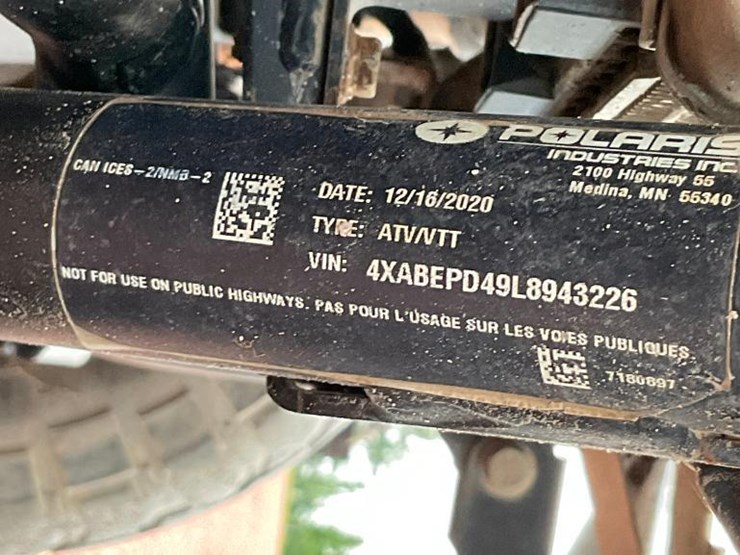 POLARIS
INDUSTRIES INC.
2100 Highway 55
Medina, MN 55340
CAN ICES-2/NMB-2
DATE: 12/16/2020
TYPE: ATV/VTT
VIN: 4XABEPD49L8943226
NOT FOR USE ON PUBLIC HIGHWAYS. PAS POUR L'USAGE SUR LES VOIES PUBLIQUES.
7180897